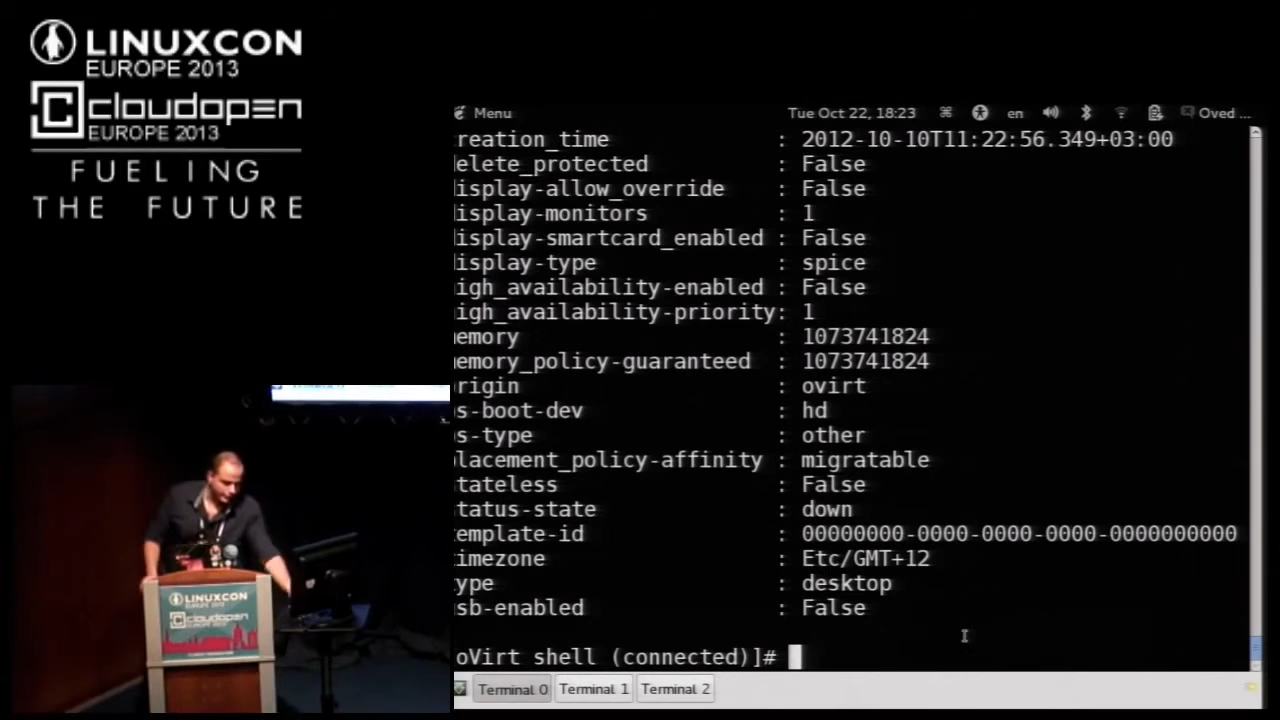 LINUXCON
EUROPE 2013
cloudopen
EUROPE 2013
FUELING
THE FUTURE
Menu
Tue Oct 22, 18:23
en
Oved ...
reation_time : 2012-10-10T11:22:56.349+03:00
elete_protected : False
isplay-allow_override : False
isplay-monitors : 1
isplay-smartcard_enabled : False
isplay-type : spice
igh_availability-enabled : False
igh_availability-priority: 1
emory : 1073741824
emory_policy-guaranteed : 1073741824
rigin : ovirt
s-boot-dev : hd
s-type : other
lacement_policy-affinity : migratable
tateless : False
tatus-state : down
emplate-id : 00000000-0000-0000-0000-0000000000
imezone : Etc/GMT+12
ype : desktop
sb-enabled : False
oVirt shell (connected)]#
Terminal 0
Terminal 1
Terminal 2
LINUXCON
cloudopen